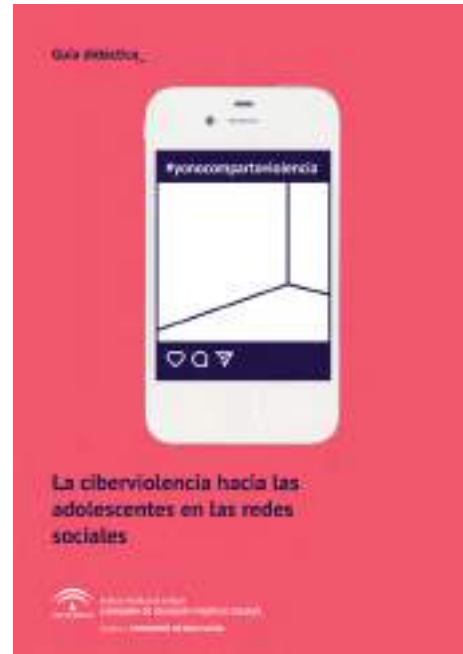 Guía didáctica_
#yonocompartoviolencia
La ciberviolencia hacia las
adolescentes en las redes
sociales